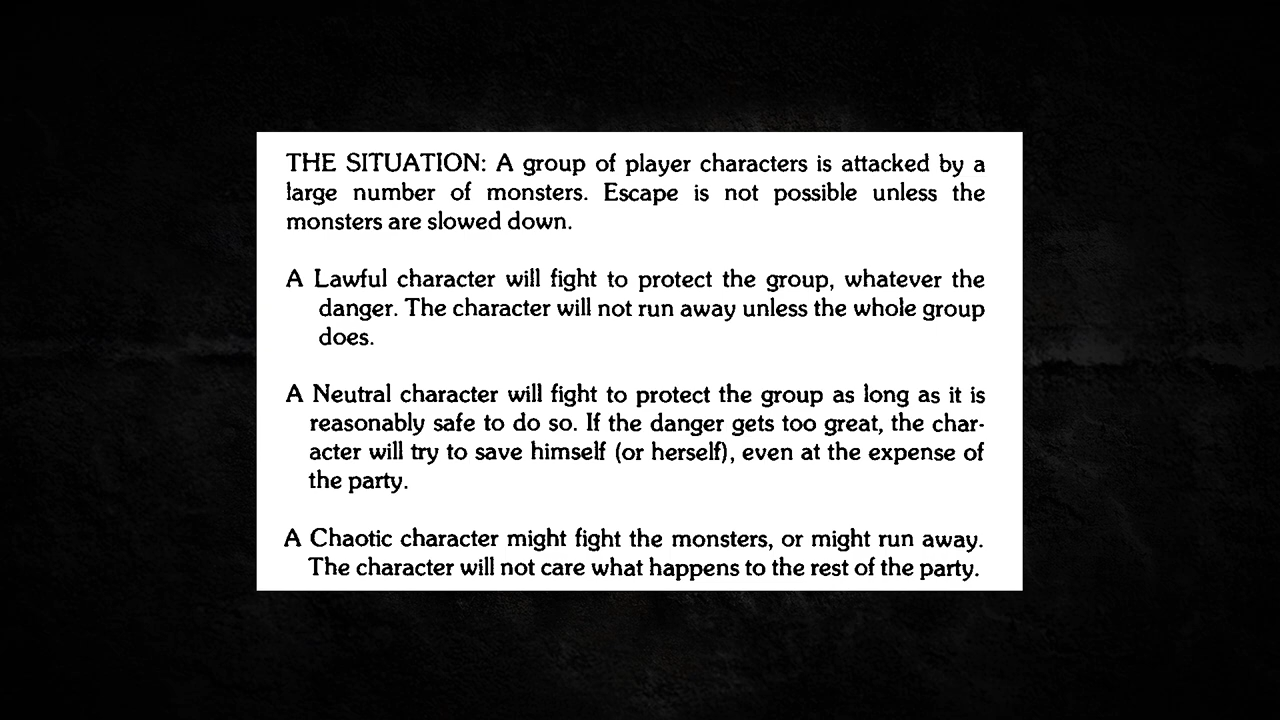 THE SITUATION: A group of player characters is attacked by a
large number of monsters. Escape is not possible unless the
monsters are slowed down.
A Lawful character will fight to protect the group, whatever the
danger. The character will not run away unless the whole group
does.
A Neutral character will fight to protect the group as long as it is
reasonably safe to do so. If the danger gets too great, the char-
acter will try to save himself (or herself), even at the expense of
the party.
A Chaotic character might fight the monsters, or might run away.
The character will not care what happens to the rest of the party.